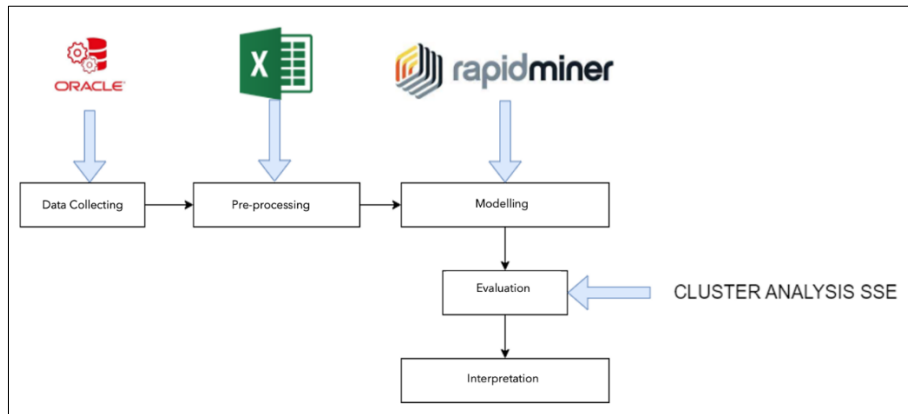 ORACLE
X
rapidminer
Data Collecting
Pre-processing
Modelling
Evaluation
CLUSTER ANALYSIS SSE
Interpretation